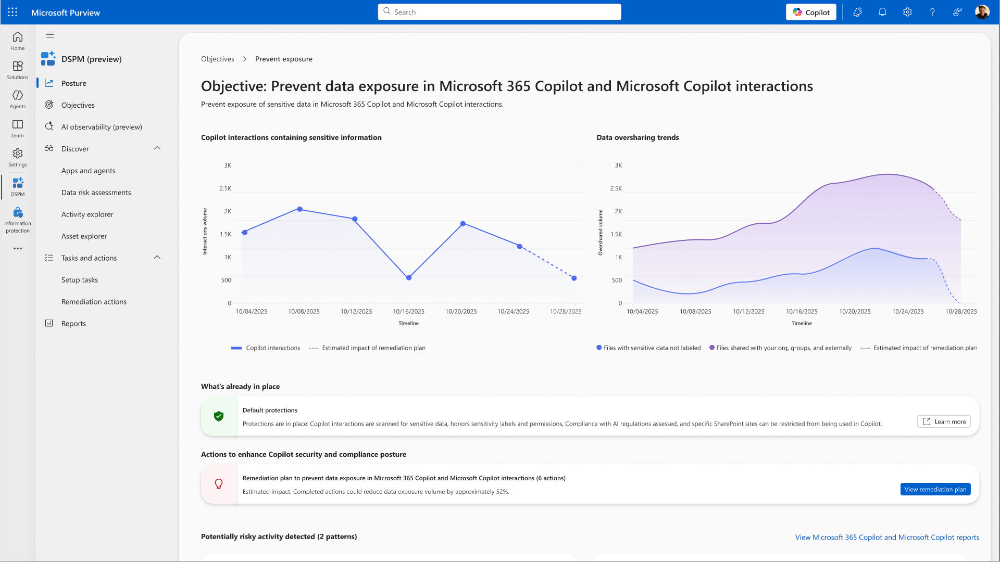 Microsoft Purview
Search
Copilot
Home
Solutions
Agents
Learn
Settings
DSPM
Information
protection
DSPM (preview)
Posture
Objectives
AI observability (preview)
Discover
Apps and agents
Data risk assessments
Activity explorer
Asset explorer
Tasks and actions
Setup tasks
Remediation actions
Reports
Objectives
Prevent exposure
Objective: Prevent data exposure in Microsoft 365 Copilot and Microsoft Copilot interactions
Prevent exposure of sensitive data in Microsoft 365 Copilot and Microsoft Copilot interactions.
Copilot interactions containing sensitive information
3K
2.5K
2K
1.5K
1K
500
0
Interactions volume
10/04/2025 10/08/2025 10/12/2025 10/16/2025 10/20/2025 10/24/2025 10/28/2025
Timeline
Copilot interactions Estimated impact of remediation plan
Data oversharing trends
3K
2.5K
2K
1.5K
1K
500
0
Overshared volume
10/04/2025 10/08/2025 10/12/2025 10/16/2025 10/20/2025 10/24/2025 10/28/2025
Timeline
Files with sensitive data not labeled Files shared with your org, groups, and externally Estimated impact of remediation plan
What's already in place
Default protections
Protections are in place: Copilot interactions are scanned for sensitive data, honors sensitivity labels and permissions, Compliance with AI regulations assessed, and specific SharePoint sites can be restricted from being used in Copilot.
Learn more
Actions to enhance Copilot security and compliance posture
Remediation plan to prevent data exposure in Microsoft 365 Copilot and Microsoft Copilot interactions (6 actions)
Estimated impact: Completed actions could reduce data exposure volume by approximately 52%.
View remediation plan
Potentially risky activity detected (2 patterns)
View Microsoft 365 Copilot and Microsoft Copilot reports